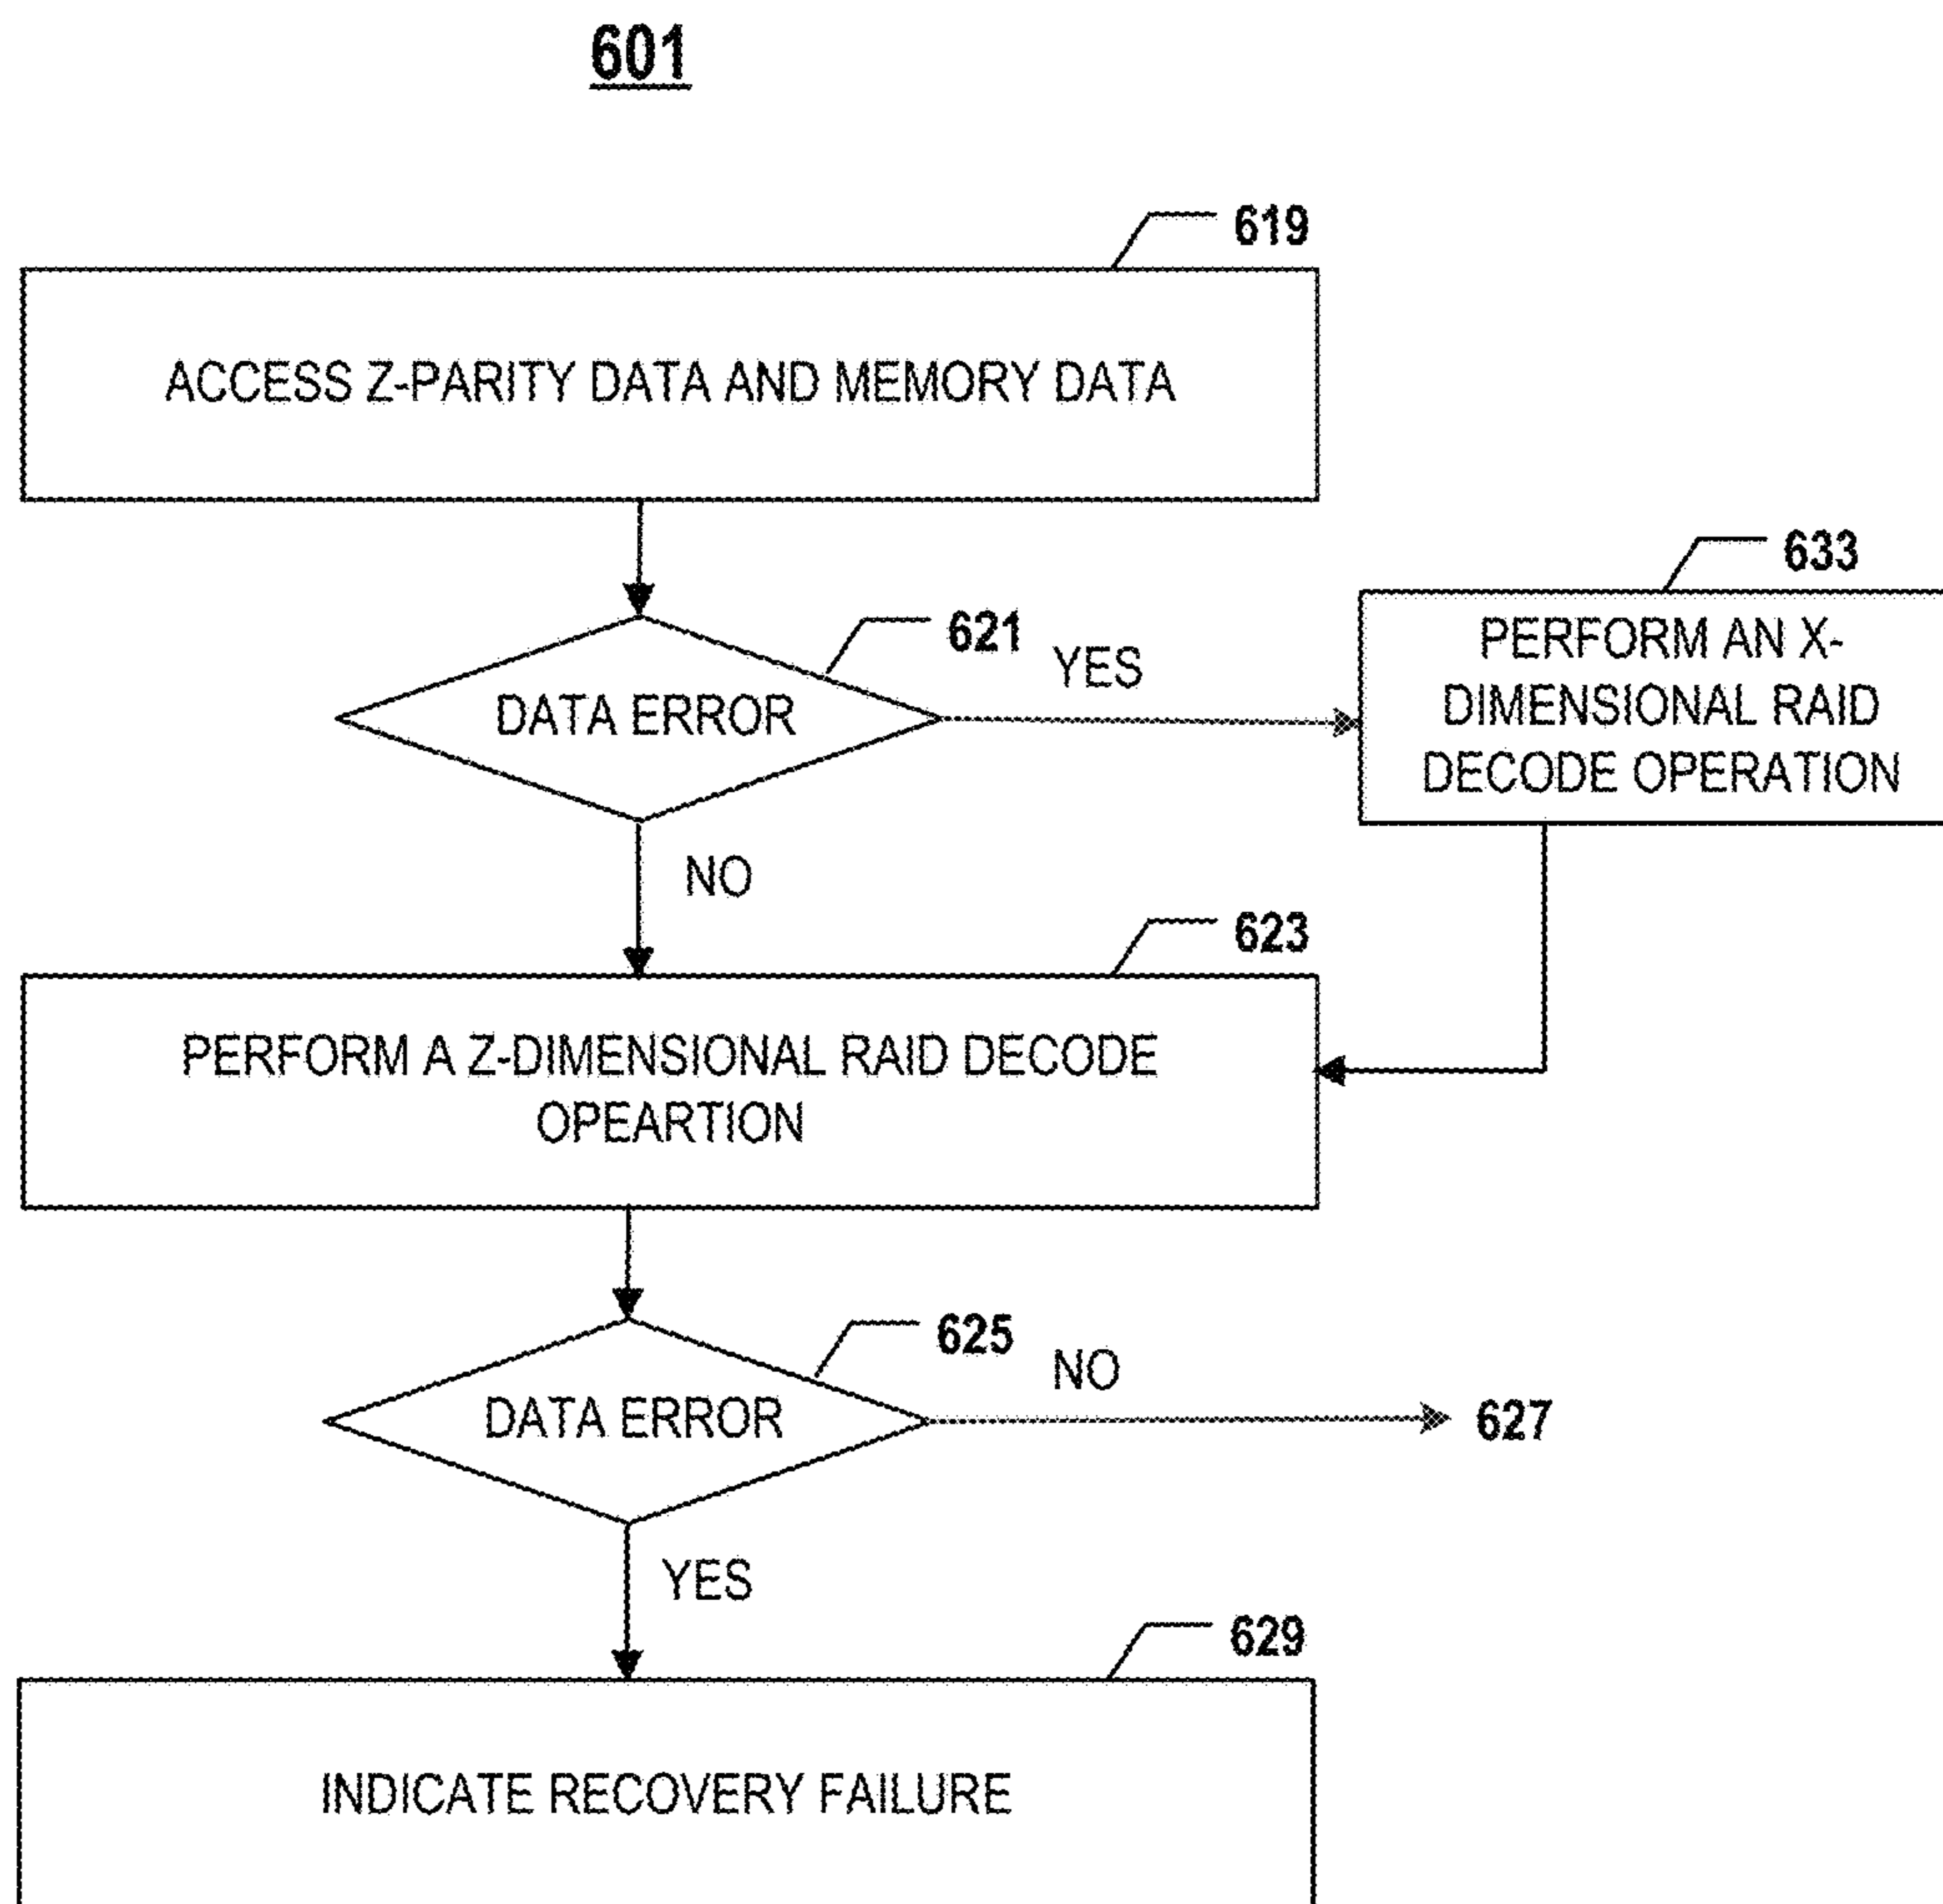 601
619
ACCESS Z-PARITY DATA AND MEMORY DATA
633
PERFORM AN X-
DIMENSIONAL RAID
DECODE OPERATION
621
YES
DATA ERROR
NO
623
PERFORM A Z-DIMENSIONAL RAID DECODE
OPEARTION
625
NO
DATA ERROR
627
YES
629
INDICATE RECOVERY FAILURE